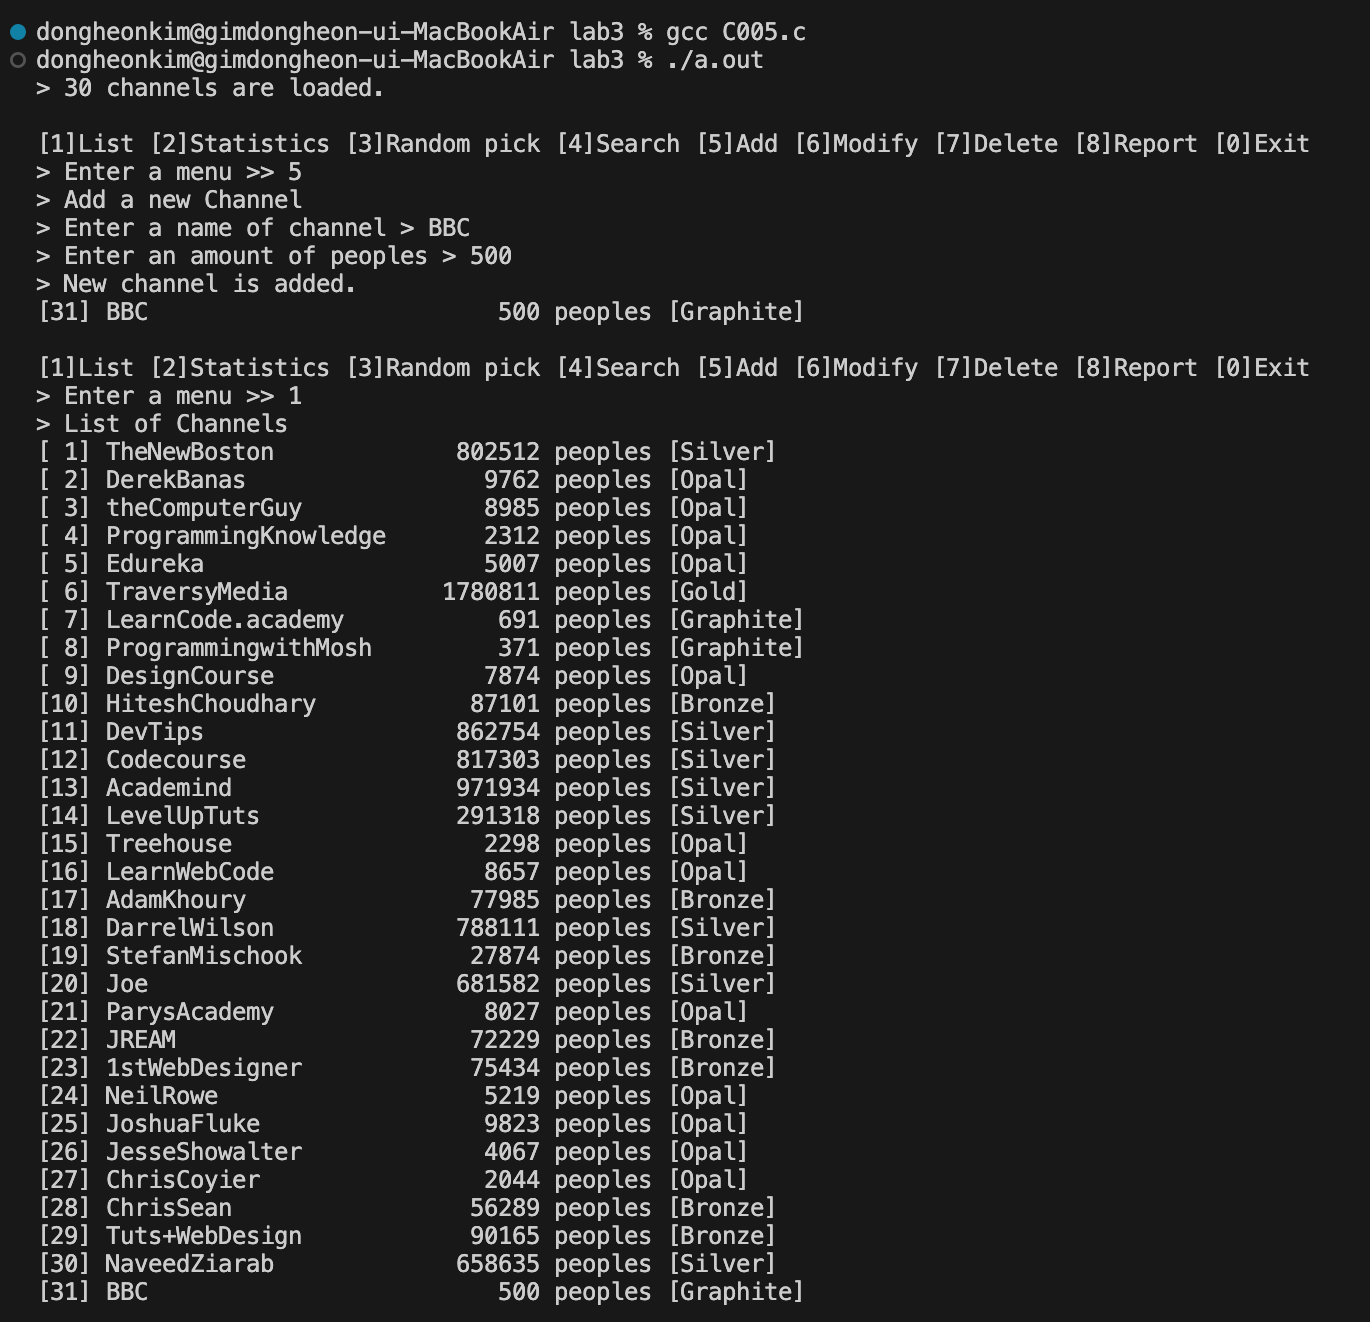 dongheonkim@gimdongheon-ui-MacBookAir lab3 % gcc C005.c
dongheonkim@gimdongheon-ui-MacBookAir lab3 % ./a.out
> 30 channels are loaded.
[1]List [2]Statistics [3]Random pick [4]Search [5]Add [6]Modify [7]Delete [8]Report [0]Exit
> Enter a menu >> 5
> Add a new Channel
> Enter a name of channel > BBC
> Enter an amount of peoples > 500
> New channel is added.
[31] BBC                         500 peoples [Graphite]
[1]List [2]Statistics [3]Random pick [4]Search [5]Add [6]Modify [7]Delete [8]Report [0]Exit
> Enter a menu >> 1
> List of Channels
[ 1] TheNewBoston             802512 peoples [Silver]
[ 2] DerekBanas                 9762 peoples [Opal]
[ 3] theComputerGuy             8985 peoples [Opal]
[ 4] ProgrammingKnowledge       2312 peoples [Opal]
[ 5] Edureka                    5007 peoples [Opal]
[ 6] TraversyMedia           1780811 peoples [Gold]
[ 7] LearnCode.academy           691 peoples [Graphite]
[ 8] ProgrammingwithMosh         371 peoples [Graphite]
[ 9] DesignCourse               7874 peoples [Opal]
[10] HiteshChoudhary           87101 peoples [Bronze]
[11] DevTips                  862754 peoples [Silver]
[12] Codecourse               817303 peoples [Silver]
[13] Academind                971934 peoples [Silver]
[14] LevelUpTuts              291318 peoples [Silver]
[15] Treehouse                  2298 peoples [Opal]
[16] LearnWebCode               8657 peoples [Opal]
[17] AdamKhoury                77985 peoples [Bronze]
[18] DarrelWilson             788111 peoples [Silver]
[19] StefanMischook            27874 peoples [Bronze]
[20] Joe                      681582 peoples [Silver]
[21] ParysAcademy               8027 peoples [Opal]
[22] JREAM                     72229 peoples [Bronze]
[23] 1stWebDesigner            75434 peoples [Bronze]
[24] NeilRowe                   5219 peoples [Opal]
[25] JoshuaFluke                9823 peoples [Opal]
[26] JesseShowalter             4067 peoples [Opal]
[27] ChrisCoyier                2044 peoples [Opal]
[28] ChrisSean                 56289 peoples [Bronze]
[29] Tuts+WebDesign            90165 peoples [Bronze]
[30] NaveedZiarab             658635 peoples [Silver]
[31] BBC                         500 peoples [Graphite]